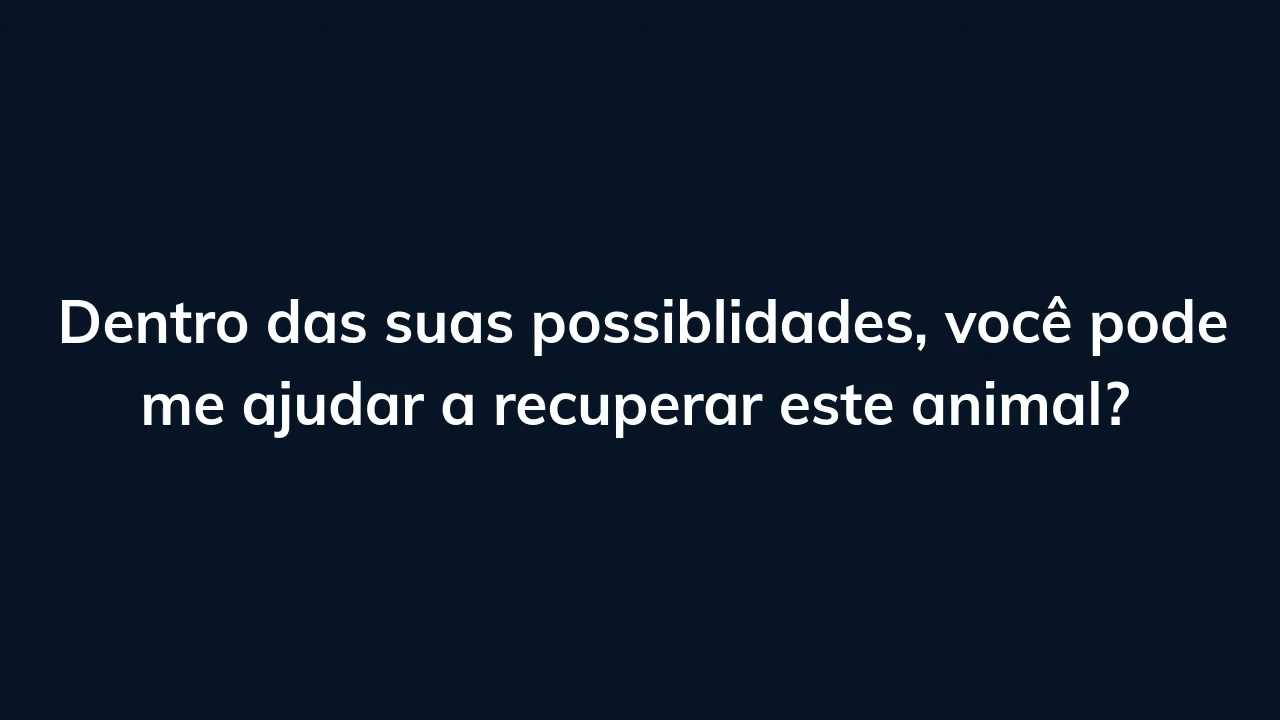 Dentro das suas possiblidades, você pode
me ajudar a recuperar este animal?